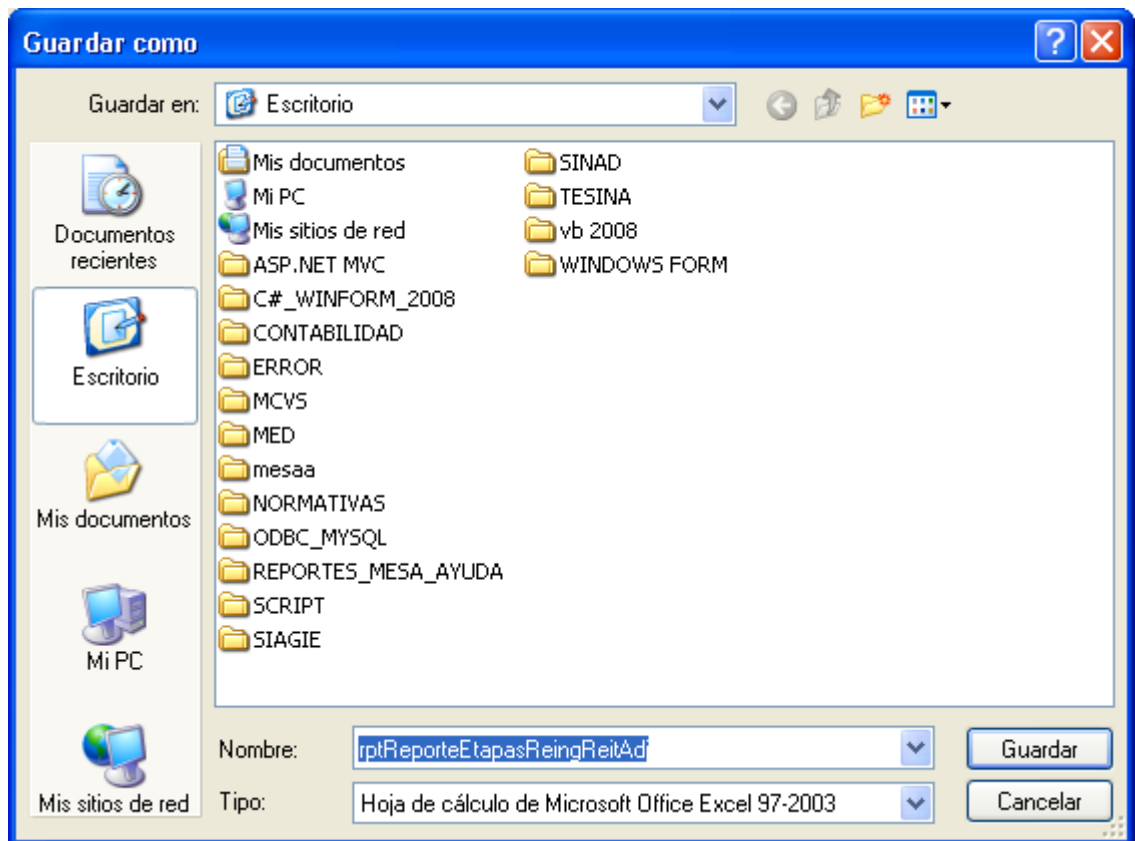 Guardar como
Guardar en:
Escritorio
Documentos
recientes
Escritorio
Mis documentos
Mi PC
Mis sitios de red
Mis documentos
Mi PC
Mis sitios de red
ASP.NET MVC
C#_WINFORM_2008
CONTABILIDAD
ERROR
MCVS
MED
mesaa
NORMATIVAS
ODBC_MYSQL
REPORTES_MESA_AYUDA
SCRIPT
SIAGIE
SINAD
TESINA
vb 2008
WINDOWS FORM
Nombre:
rptReporteEtapasReingReitAdi
Guardar
Tipo:
Hoja de cálculo de Microsoft Office Excel 97-2003
Cancelar